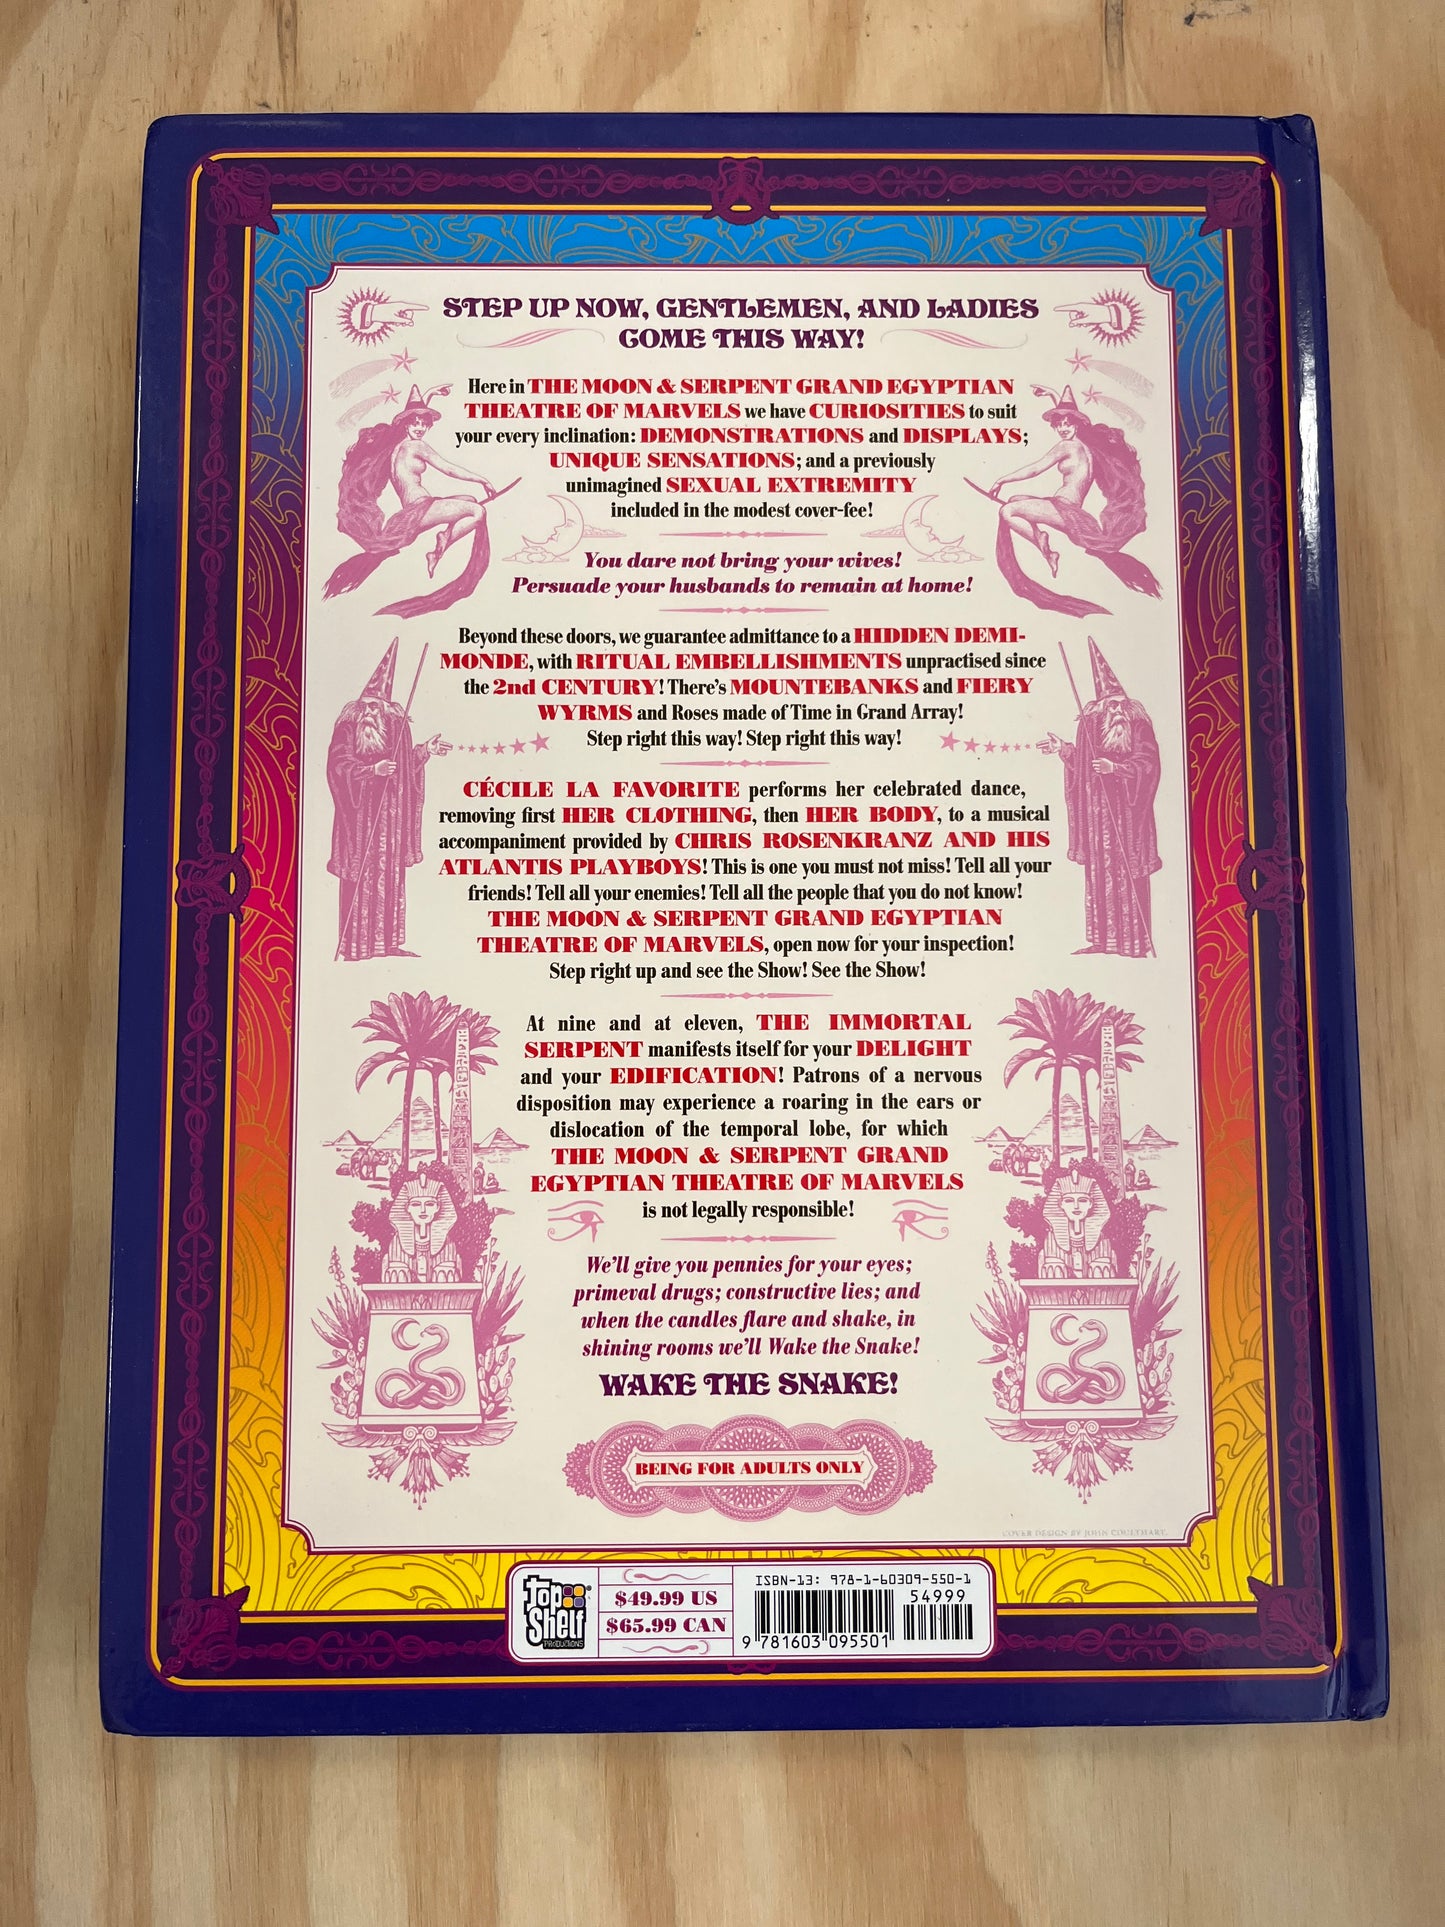 STEP UP NOW, GENTLEMEN, AND LADIES
COME THIS WAY!
Here in THE MOON & SERPENT GRAND EGYPTIAN
THEATRE OF MARVELS we have CURIOSITIES to suit
your every inclination: DEMONSTRATIONS and DISPLAYS;
UNIQUE SENSATIONS; and a previously
unimagined SEXUAL EXTREMITY
included in the modest cover-fee!
You dare not bring your wives!
Persuade your husbands to remain at home!
Beyond these doors, we guarantee admittance to a HIDDEN DEMI-
MONDE, with RITUAL EMBELLISHMENTS unpractised since
the 2nd CENTURY! There's MOUNTEBANKS and FIERY
WYRMS and Roses made of Time in Grand Array!
Step right this way! Step right this way!
CÉCILE LA FAVORITE performs her celebrated dance,
removing first HER CLOTHING, then HER BODY, to a musical
accompaniment provided by CHRIS ROSENKRANZ AND HIS
ATLANTIS PLAYBOYS! This is one you must not miss! Tell all your
friends! Tell all your enemies! Tell all the people that you do not know!
THE MOON & SERPENT GRAND EGYPTIAN
THEATRE OF MARVELS, open now for your inspection!
Step right up and see the Show! See the Show!
At nine and at eleven, THE IMMORTAL
SERPENT manifests itself for your DELIGHT
and your EDIFICATION! Patrons of a nervous
disposition may experience a roaring in the ears or
dislocation of the temporal lobe, for which
THE MOON & SERPENT GRAND
EGYPTIAN THEATRE OF MARVELS
is not legally responsible!
We'll give you pennies for your eyes;
primeval drugs; constructive lies; and
when the candles flare and shake, in
shining rooms we'll Wake the Snake!
WAKE THE SNAKE!
BEING FOR ADULTS ONLY
COVER DESIGN BY JOHN COULTHART.
Top
Shelf
PRODUCTIONS
$49.99 US
$65.99 CAN
ISBN-13: 978-1-60309-550-1
54999
9 781603 095501